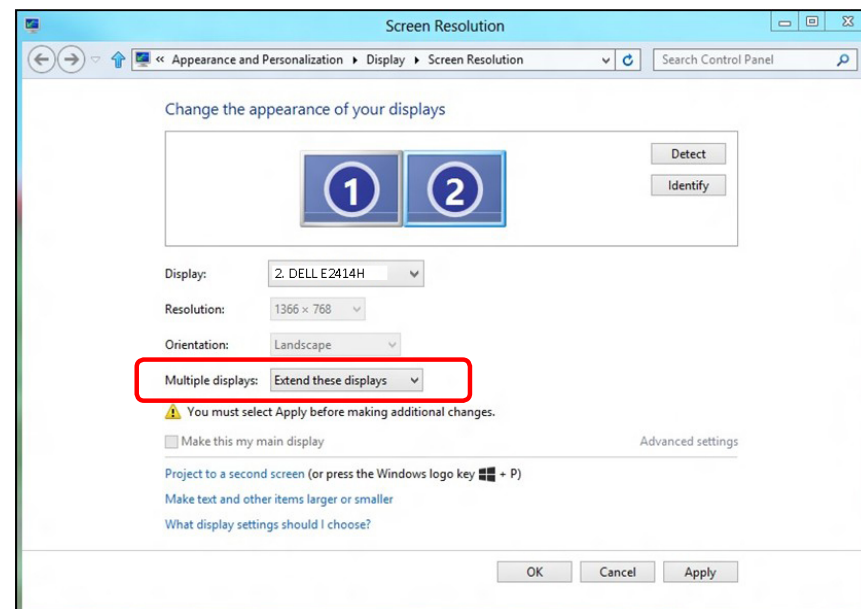 Screen Resolution
« Appearance and Personalization ▸ Display ▸ Screen Resolution
Search Control Panel
Change the appearance of your displays
1 2
Detect
Identify
Display: 2. DELL E2414H
Resolution: 1366 × 768
Orientation: Landscape
Multiple displays: Extend these displays
You must select Apply before making additional changes.
Make this my main display Advanced settings
Project to a second screen (or press the Windows logo key + P)
Make text and other items larger or smaller
What display settings should I choose?
OK Cancel Apply